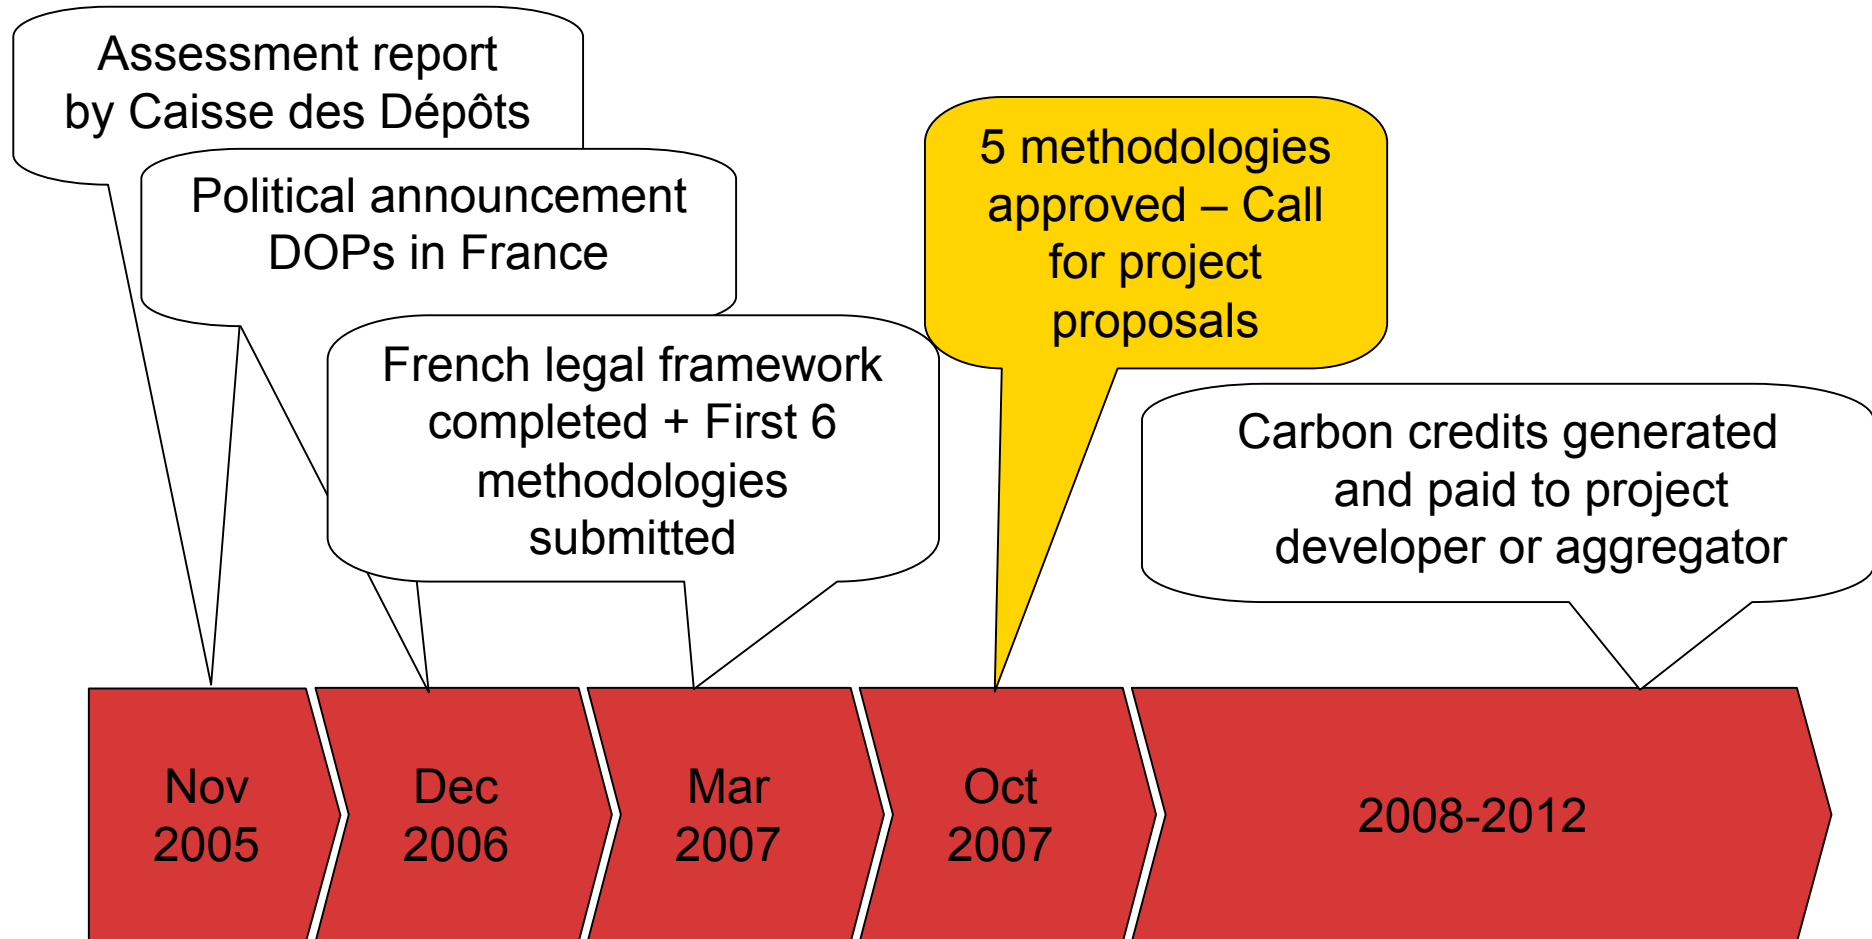 Assessment report
by Caisse des Dépôts
Political announcement
DOPs in France
French legal framework
completed + First 6
methodologies
submitted
5 methodologies
approved – Call
for project
proposals
Carbon credits generated
and paid to project
developer or aggregator
Nov
2005
Dec
2006
Mar
2007
Oct
2007
2008-2012